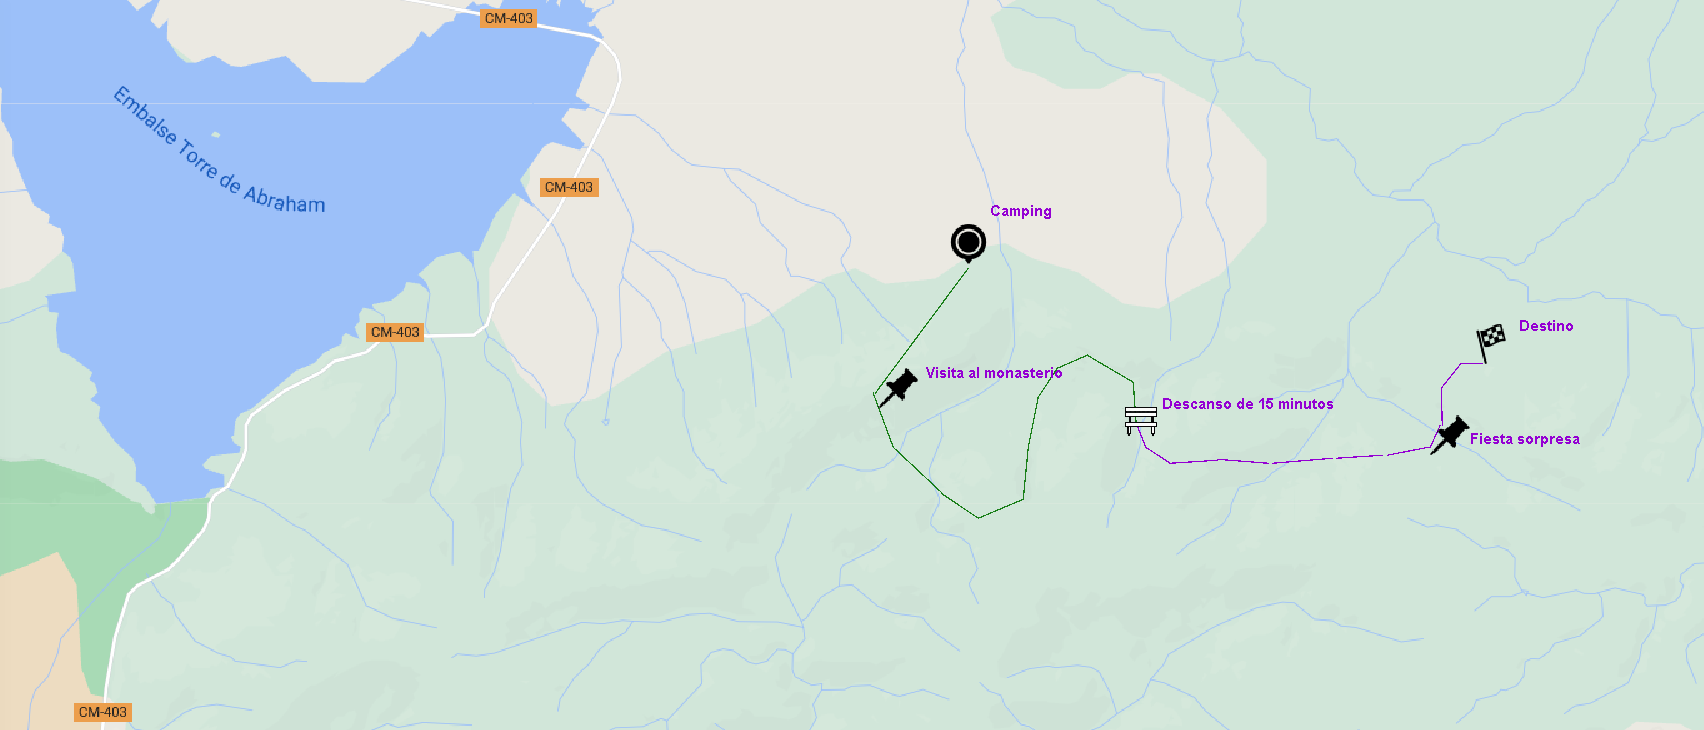 CM-403
Embalse Torre de Abraham
CM-403
Camping
CM-403
Destino
Visita al monasterio
Descanso de 15 minutos
Fiesta sorpresa
CM-403